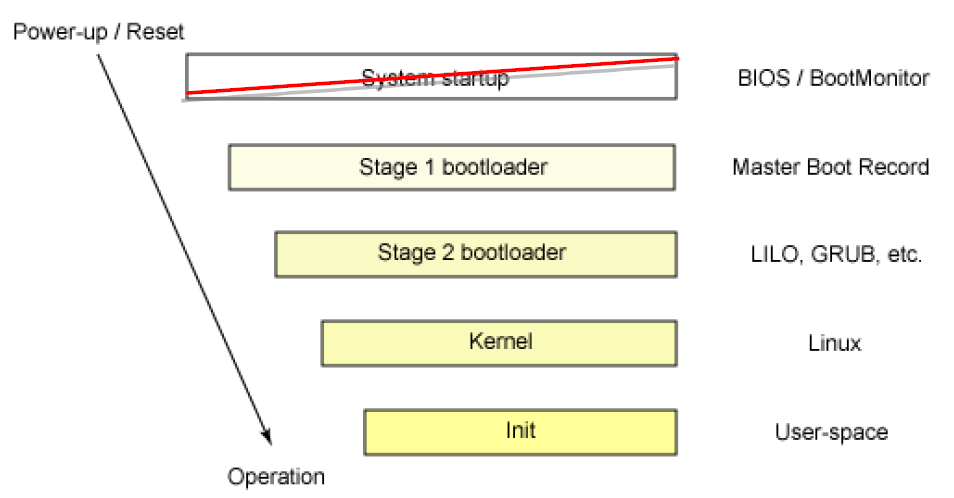 Power-up / Reset
System startup
BIOS / BootMonitor
Stage 1 bootloader
Master Boot Record
Stage 2 bootloader
LILO, GRUB, etc.
Kernel
Linux
Init
User-space
Operation